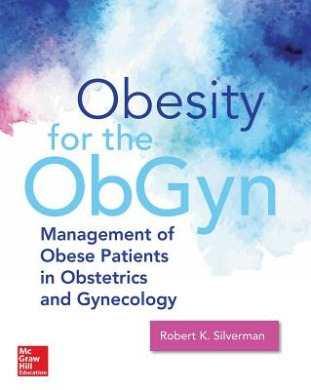 Obesity
for the
ObGyn
Management of
Obese Patients
in Obstetrics
and Gynecology
Robert K. Silverman
Mc
Graw
Hill
Education